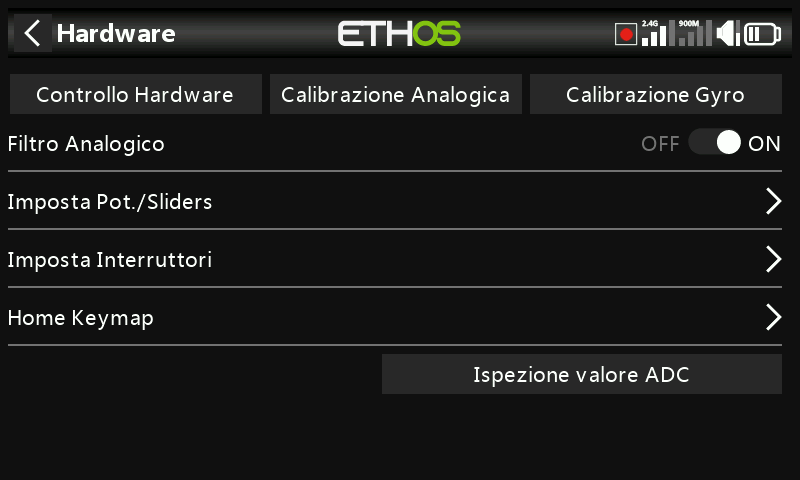 Hardware
ETHOS
2.4G
900M
Controllo Hardware
Calibrazione Analogica
Calibrazione Gyro
Filtro Analogico
OFF
ON
Imposta Pot./Sliders
Imposta Interruttori
Home Keymap
Ispezione valore ADC